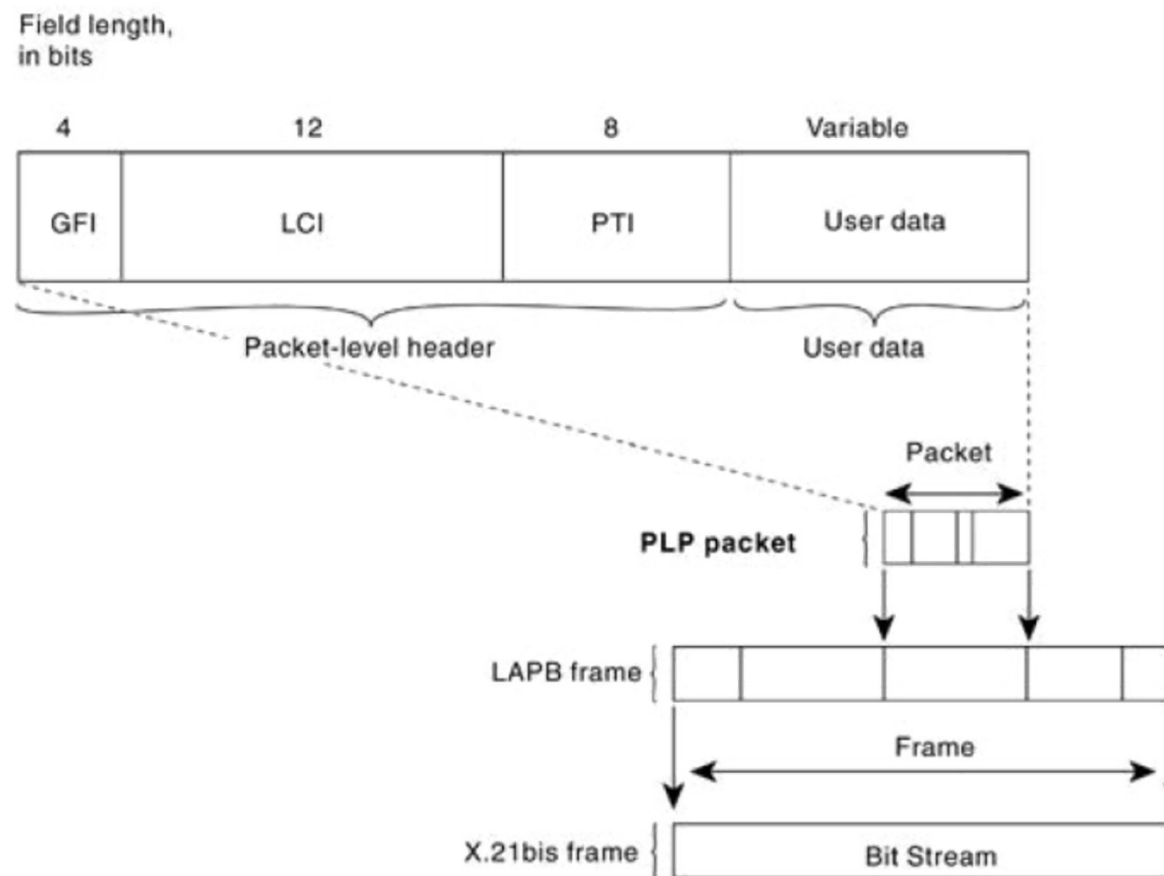 Field length,
in bits
4 12 8 Variable
GFI LCI PTI User data
Packet-level header User data
Packet
PLP packet
LAPB frame
Frame
X.21bis frame Bit Stream